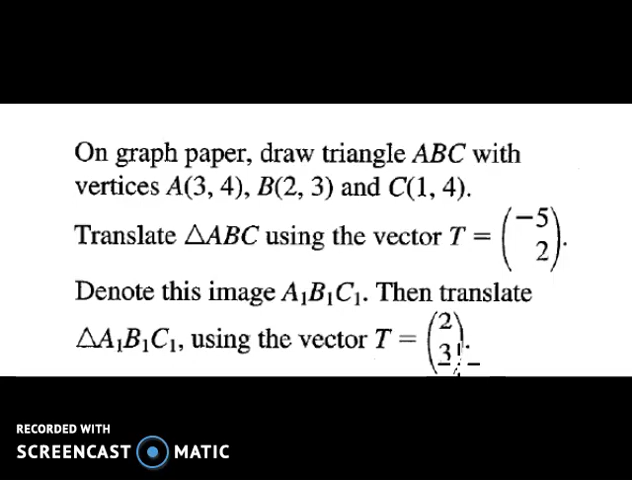 On graph paper, draw triangle ABC with
vertices A(3, 4), B(2, 3) and C(1, 4).
Translate △ABC using the vector T = (−5 2).
Denote this image A₁B₁C₁. Then translate
△A₁B₁C₁, using the vector T = (2 3).
RECORDED WITH
SCREENCAST MATIC